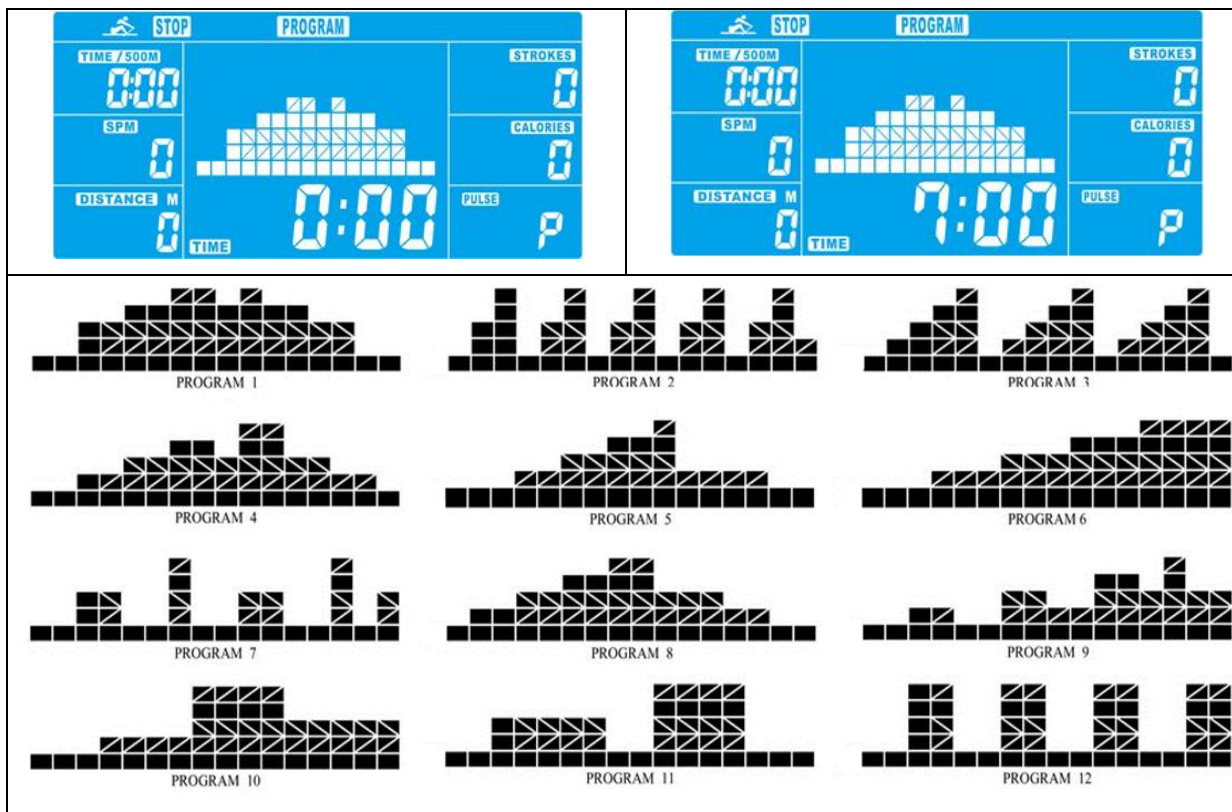 STOP PROGRAM
TIME / 500M
0:00
STROKES
0
SPM
0
CALORIES
0
DISTANCE M
0
TIME
0:00
PULSE
P
STOP PROGRAM
TIME / 500M
0:00
STROKES
0
SPM
0
CALORIES
0
DISTANCE M
0
TIME
7:00
PULSE
P
PROGRAM 1
PROGRAM 2
PROGRAM 3
PROGRAM 4
PROGRAM 5
PROGRAM 6
PROGRAM 7
PROGRAM 8
PROGRAM 9
PROGRAM 10
PROGRAM 11
PROGRAM 12